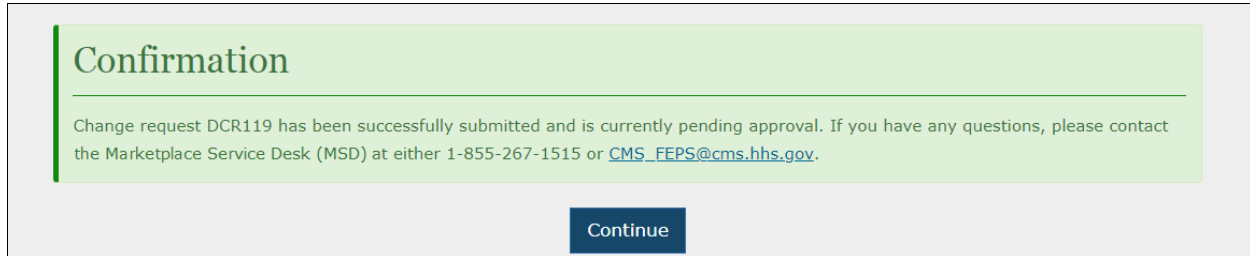 Confirmation
Change request DCR119 has been successfully submitted and is currently pending approval. If you have any questions, please contact
the Marketplace Service Desk (MSD) at either 1-855-267-1515 or CMS_FEPS@cms.hhs.gov.
Continue